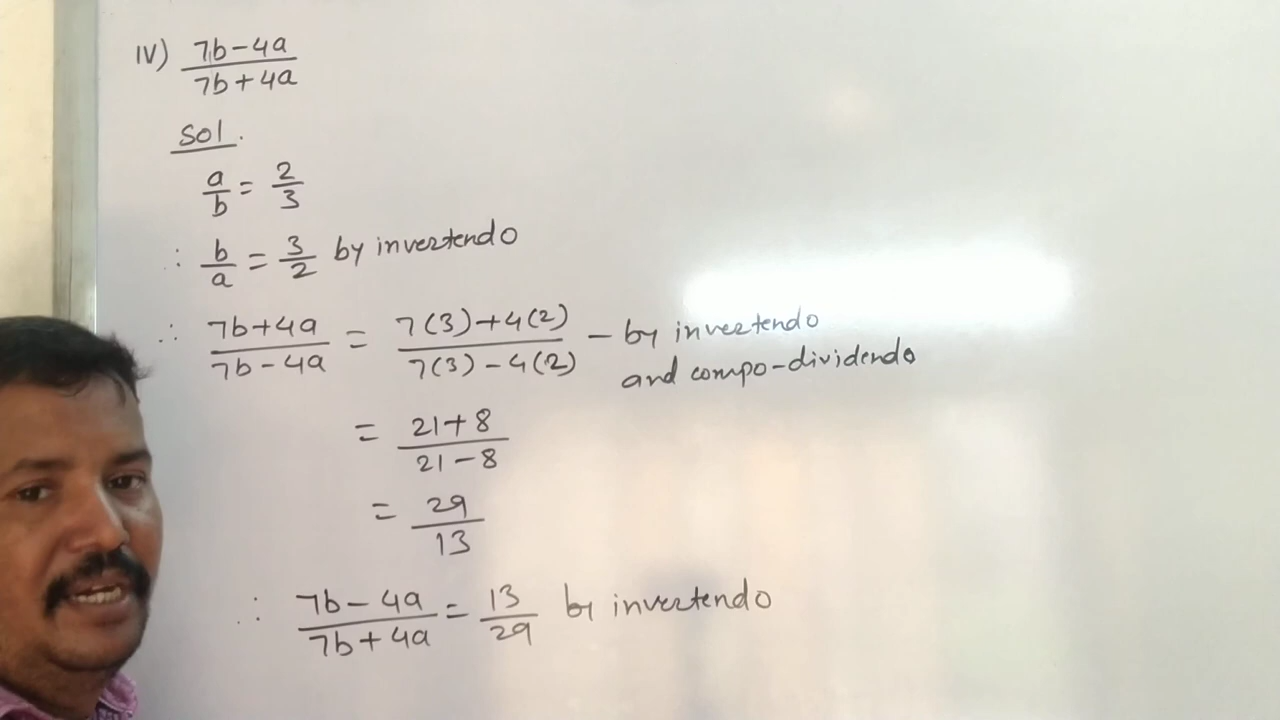 IV) (7b-4a)/(7b+4a)
Sol.
a/b = 2/3
∴ b/a = 3/2 by invertendo
∴ (7b+4a)/(7b-4a) = (7(3)+4(2))/(7(3)-4(2)) - by invertendo
and compo-dividendo
= (21+8)/(21-8)
= 29/13
∴ (7b-4a)/(7b+4a) = 13/29 by invertendo